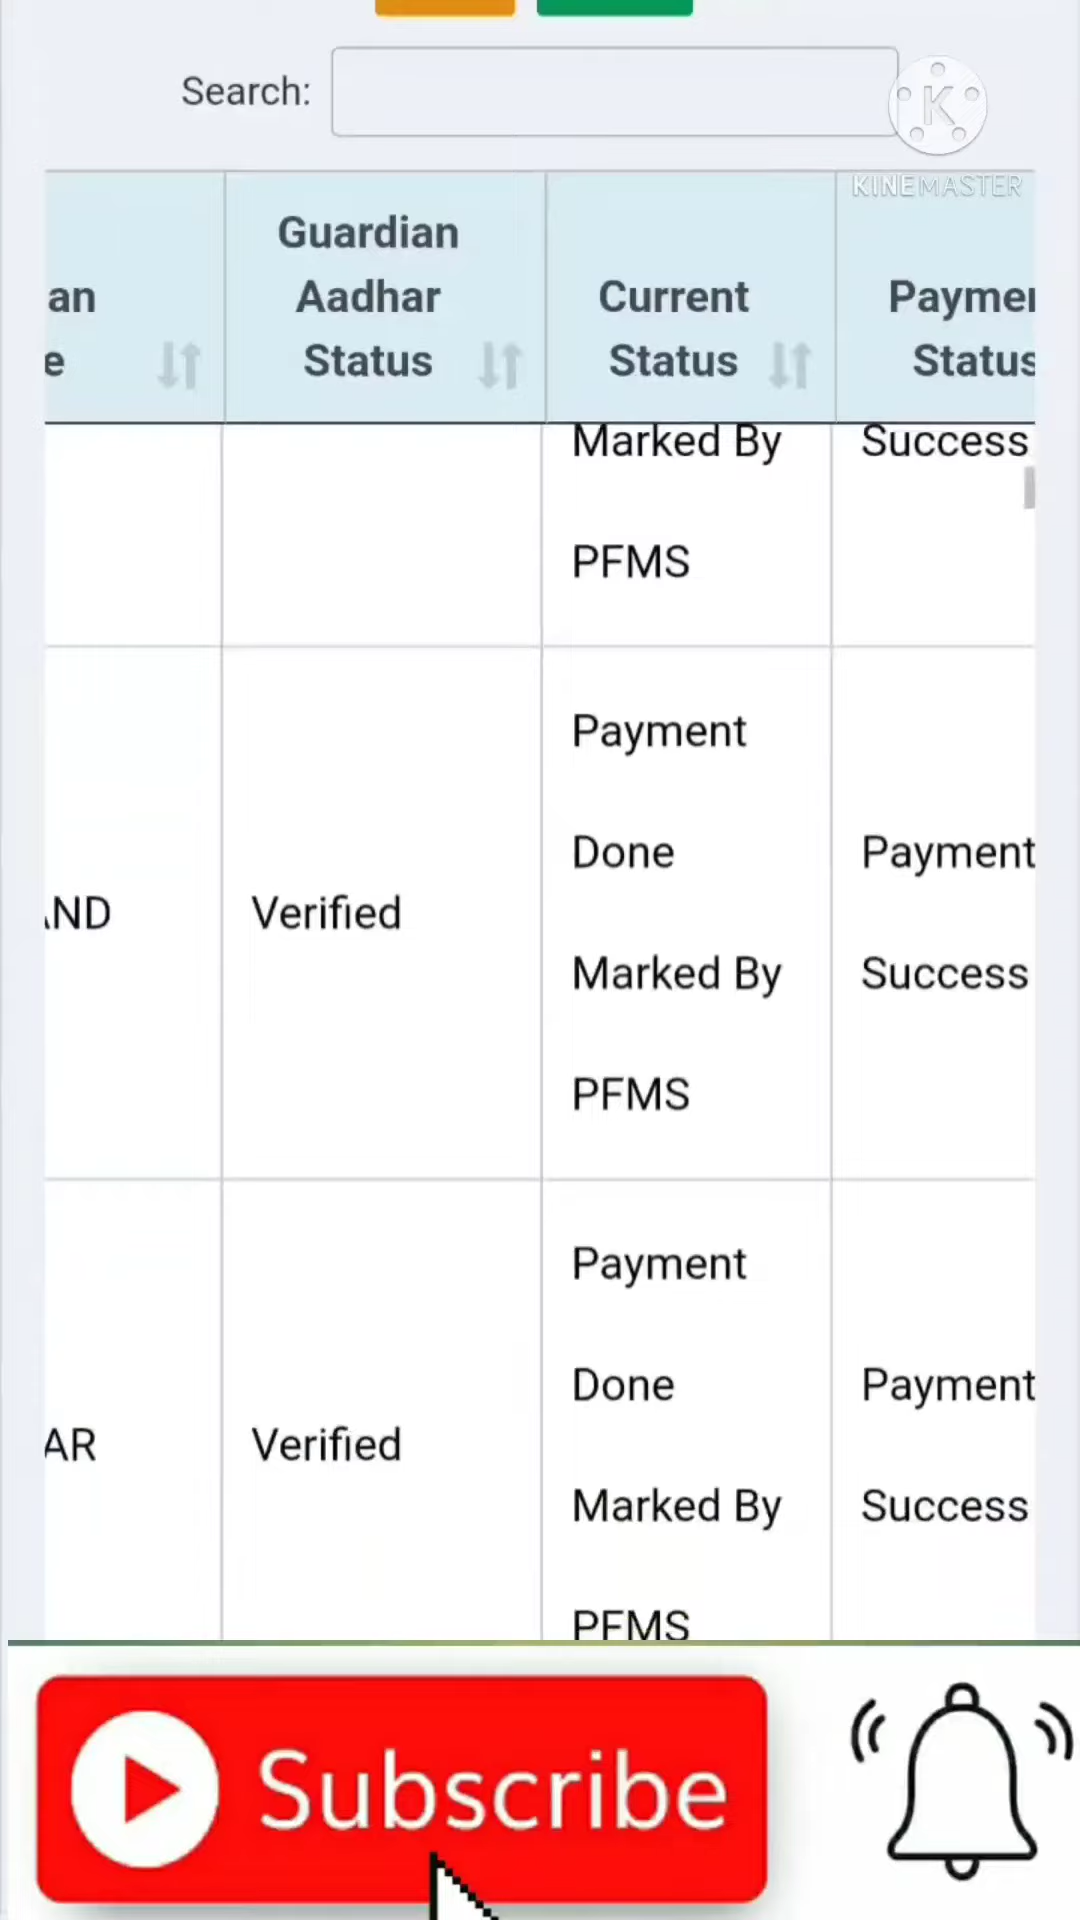 Search:
K
KINEMASTER
an
e
Guardian
Aadhar
Status
Current
Status
Paymen
Status
Marked By
PFMS
Success
AND
Verified
Payment
Done
Marked By
PFMS
Payment
Success
AR
Verified
Payment
Done
Marked By
PFMS
Payment
Success
Subscribe